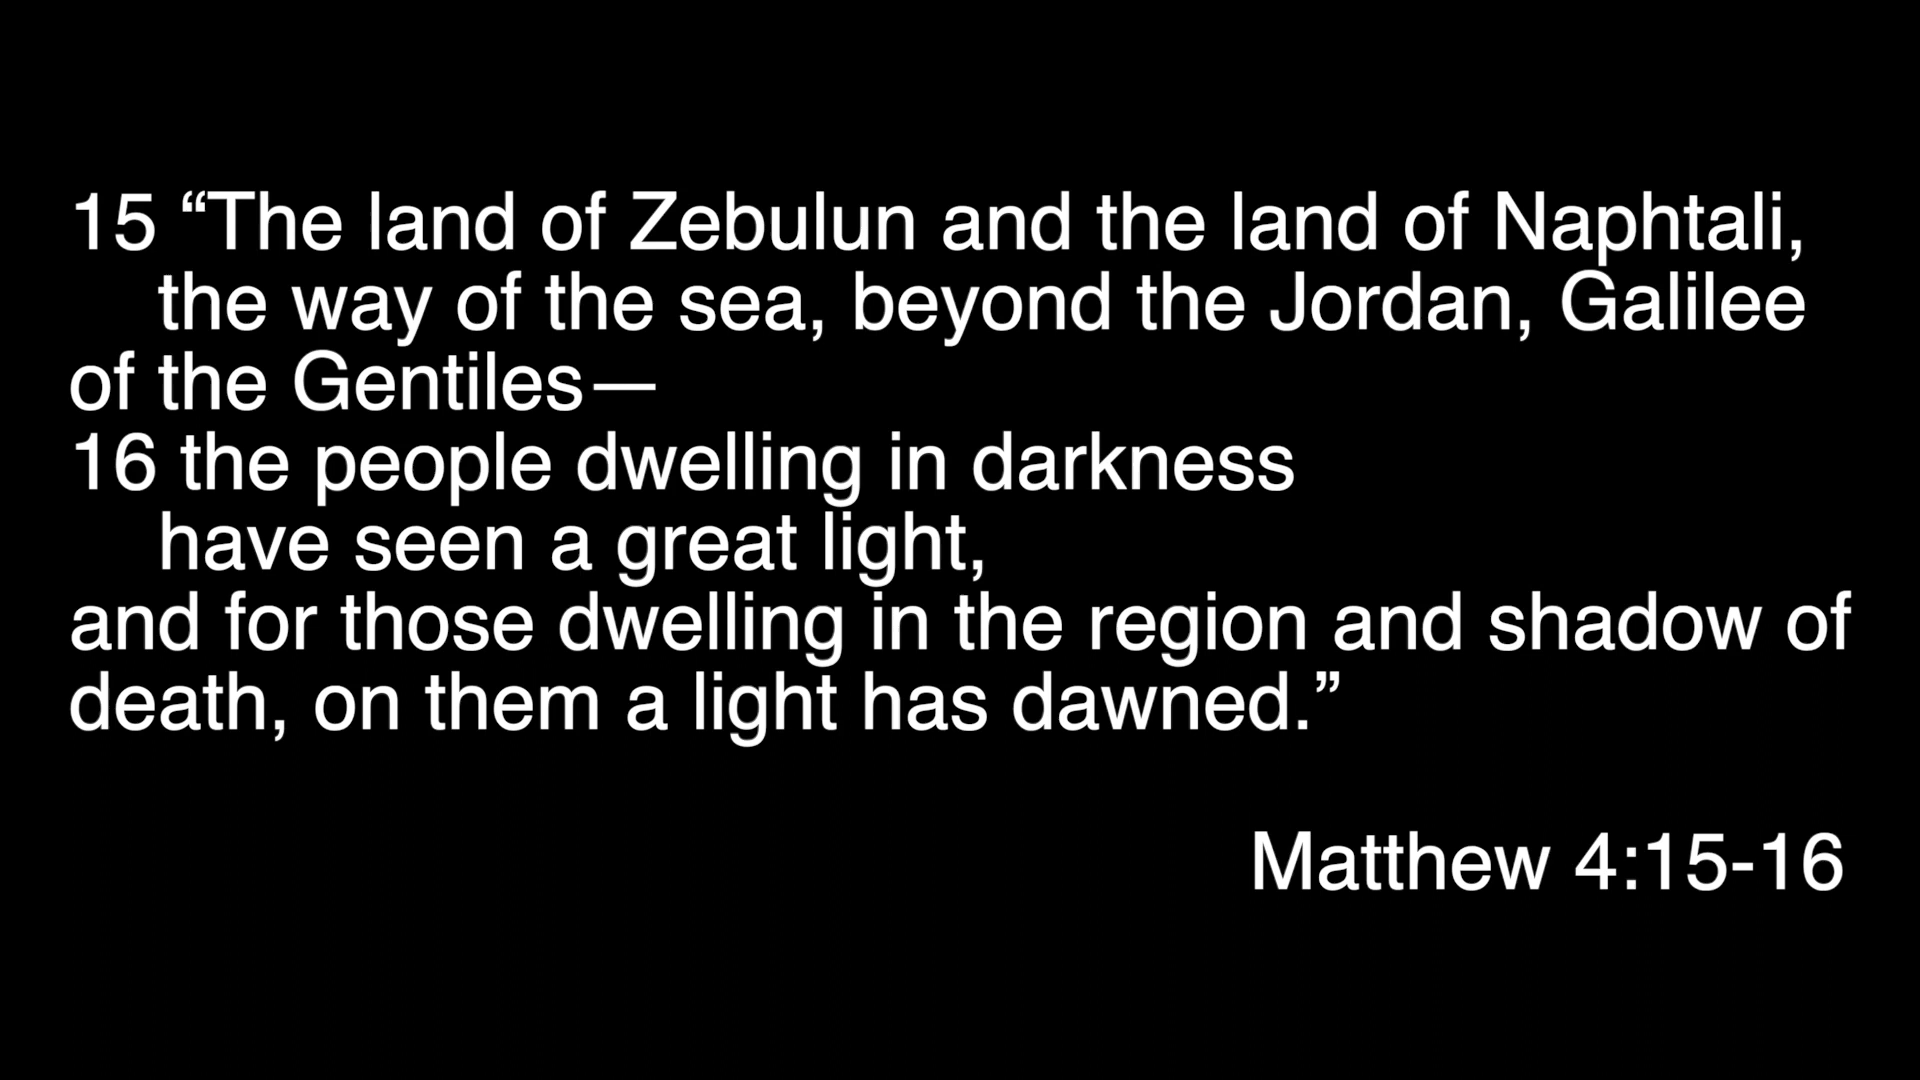 15 “The land of Zebulun and the land of Naphtali,
the way of the sea, beyond the Jordan, Galilee
of the Gentiles—
16 the people dwelling in darkness
have seen a great light,
and for those dwelling in the region and shadow of
death, on them a light has dawned.”
Matthew 4:15-16